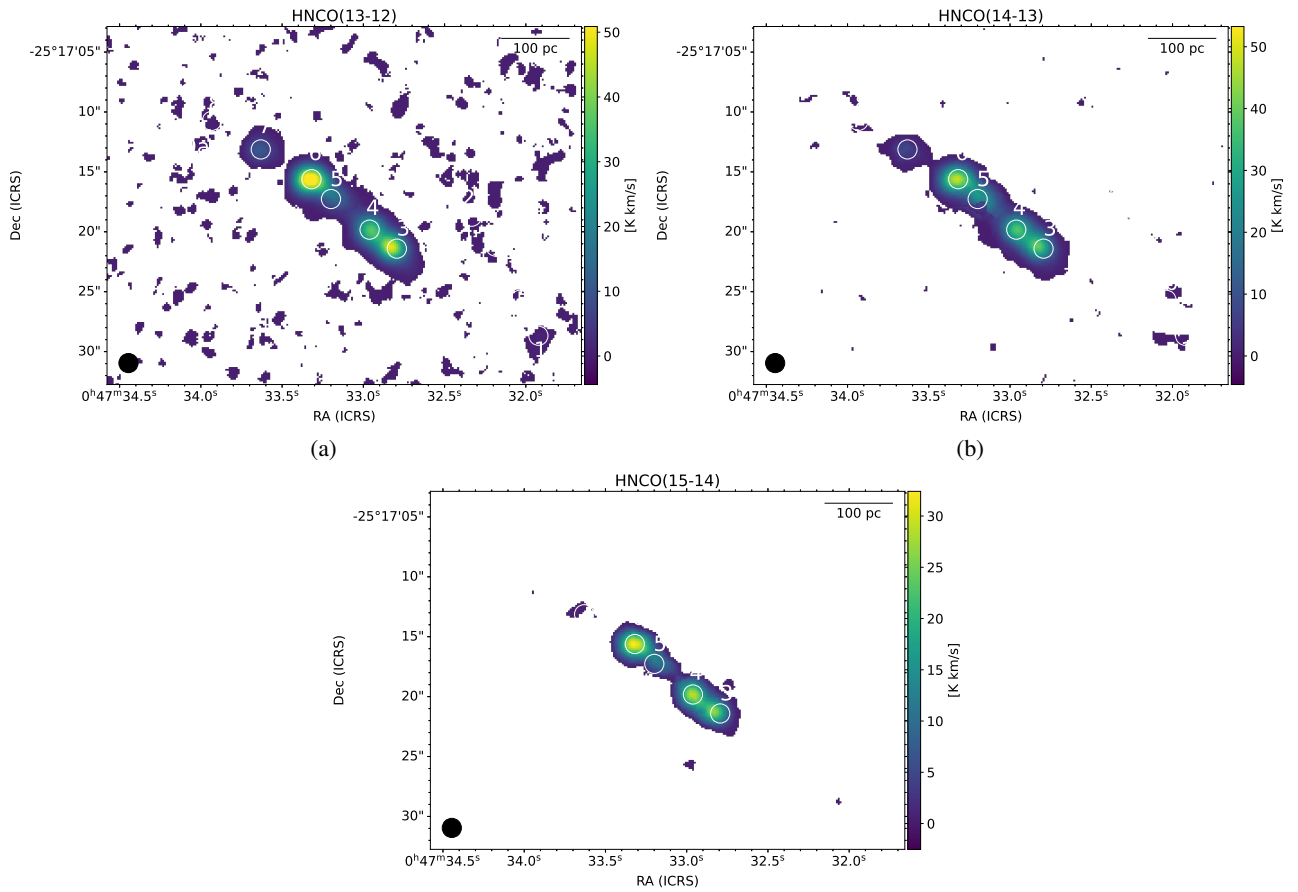 HNCO(13-12)
-25°17'05"
10"
15"
20"
25"
30"
Dec (ICRS)
100 pc
7
6
5
4
3
2
1
0ʰ47ᵐ34.5ˢ
34.0ˢ
33.5ˢ
33.0ˢ
32.5ˢ
32.0ˢ
RA (ICRS)
50
40
30
20
10
0
[K km/s]
(a)
HNCO(14-13)
-25°17'05"
10"
15"
20"
25"
30"
Dec (ICRS)
100 pc
5
4
3
0ʰ47ᵐ34.5ˢ
34.0ˢ
33.5ˢ
33.0ˢ
32.5ˢ
32.0ˢ
RA (ICRS)
50
40
30
20
10
0
[K km/s]
(b)
HNCO(15-14)
-25°17'05"
10"
15"
20"
25"
30"
Dec (ICRS)
100 pc
5
4
3
0ʰ47ᵐ34.5ˢ
34.0ˢ
33.5ˢ
33.0ˢ
32.5ˢ
32.0ˢ
RA (ICRS)
30
25
20
15
10
5
0
[K km/s]